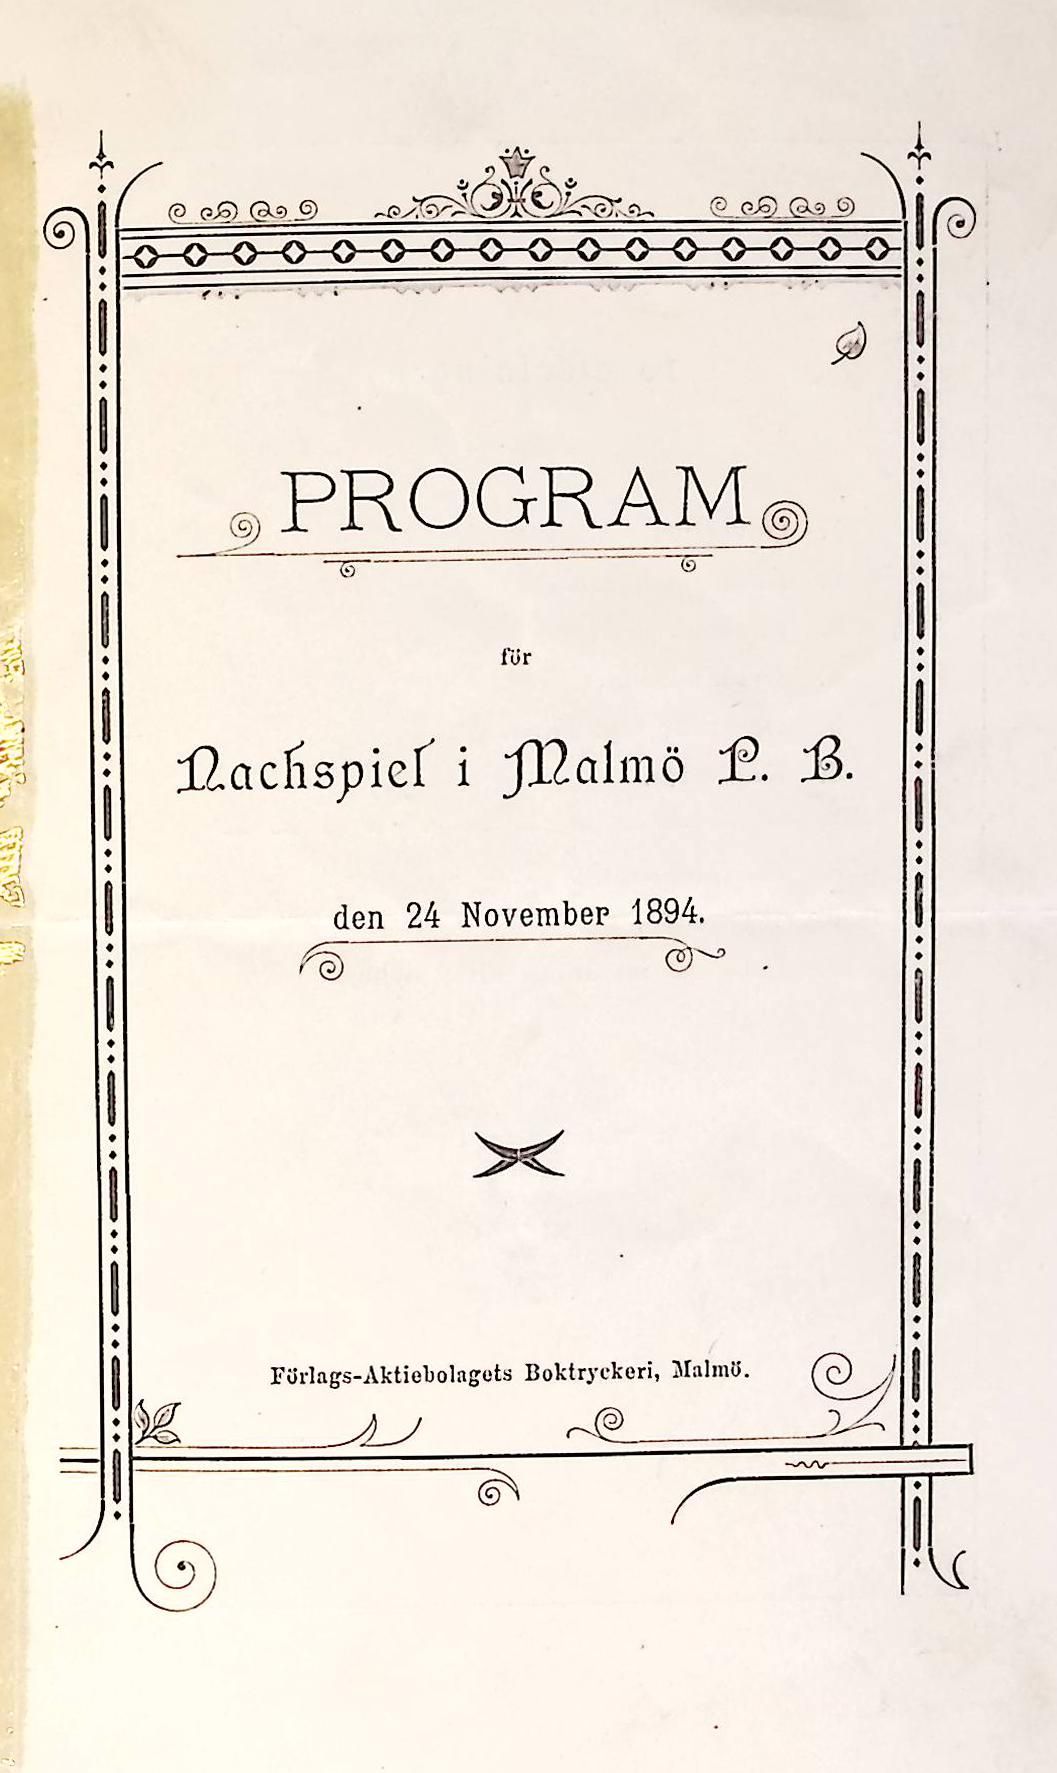 PROGRAM
för
Nachspiel i Malmö P. B.
den 24 November 1894.
Förlags-Aktiebolagets Boktryckeri, Malmö.